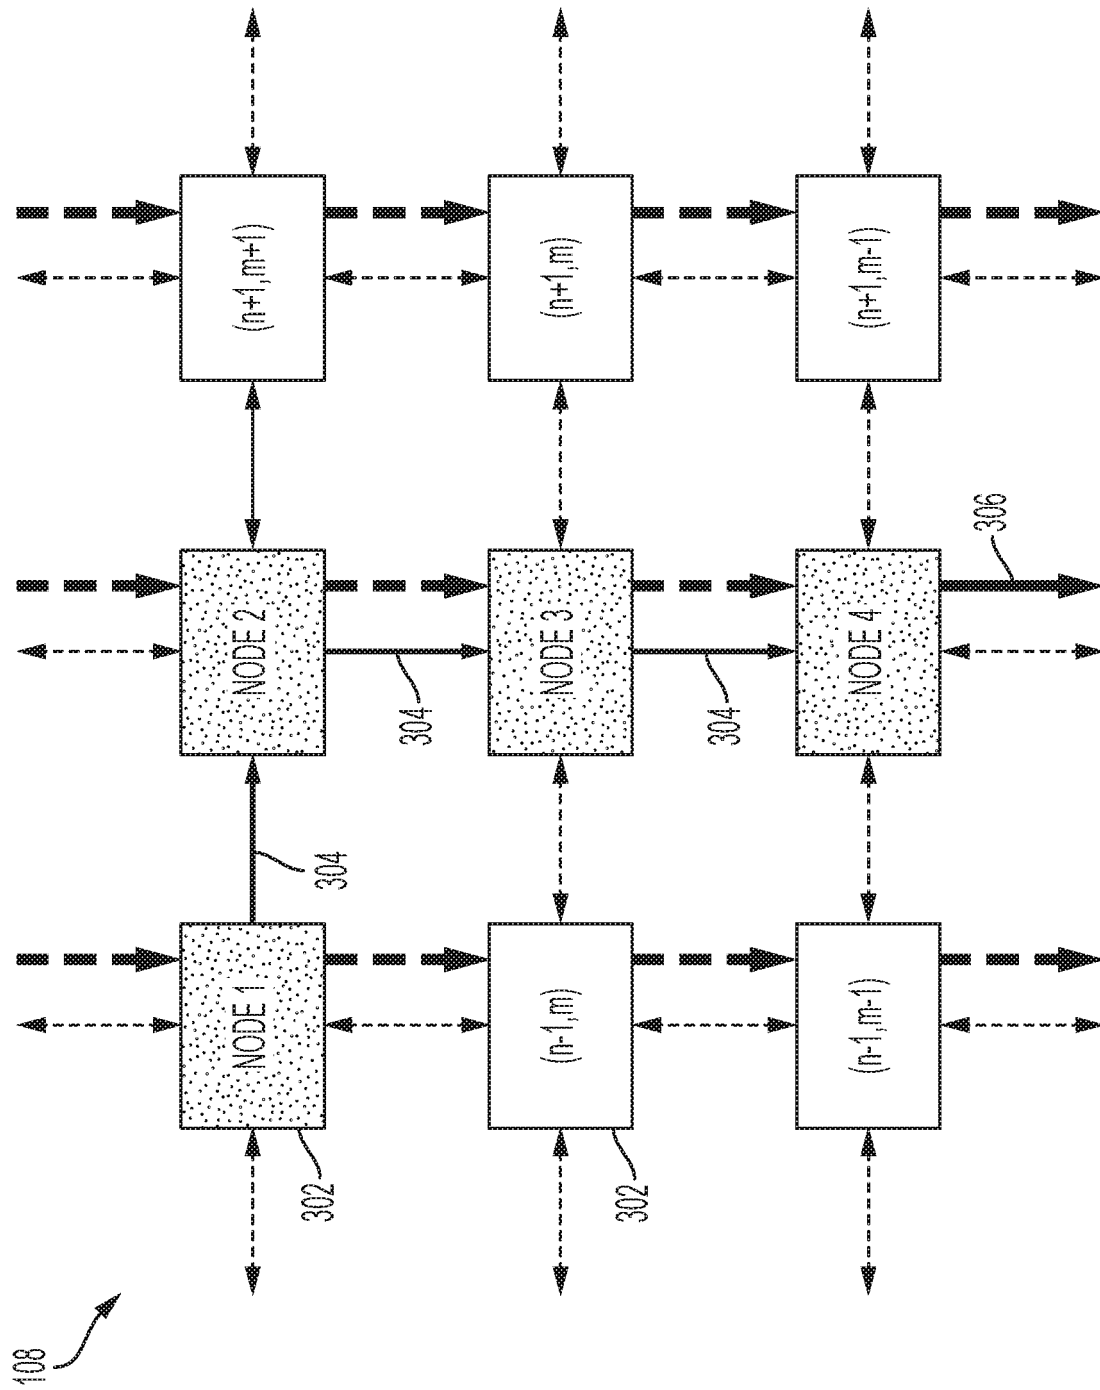 108
NODE 1
NODE 2
(n+1,m+1)
302
304
304
(n-1,m)
NODE 3
(n+1,m)
302
304
(n-1,m-1)
NODE 4
(n+1,m-1)
306